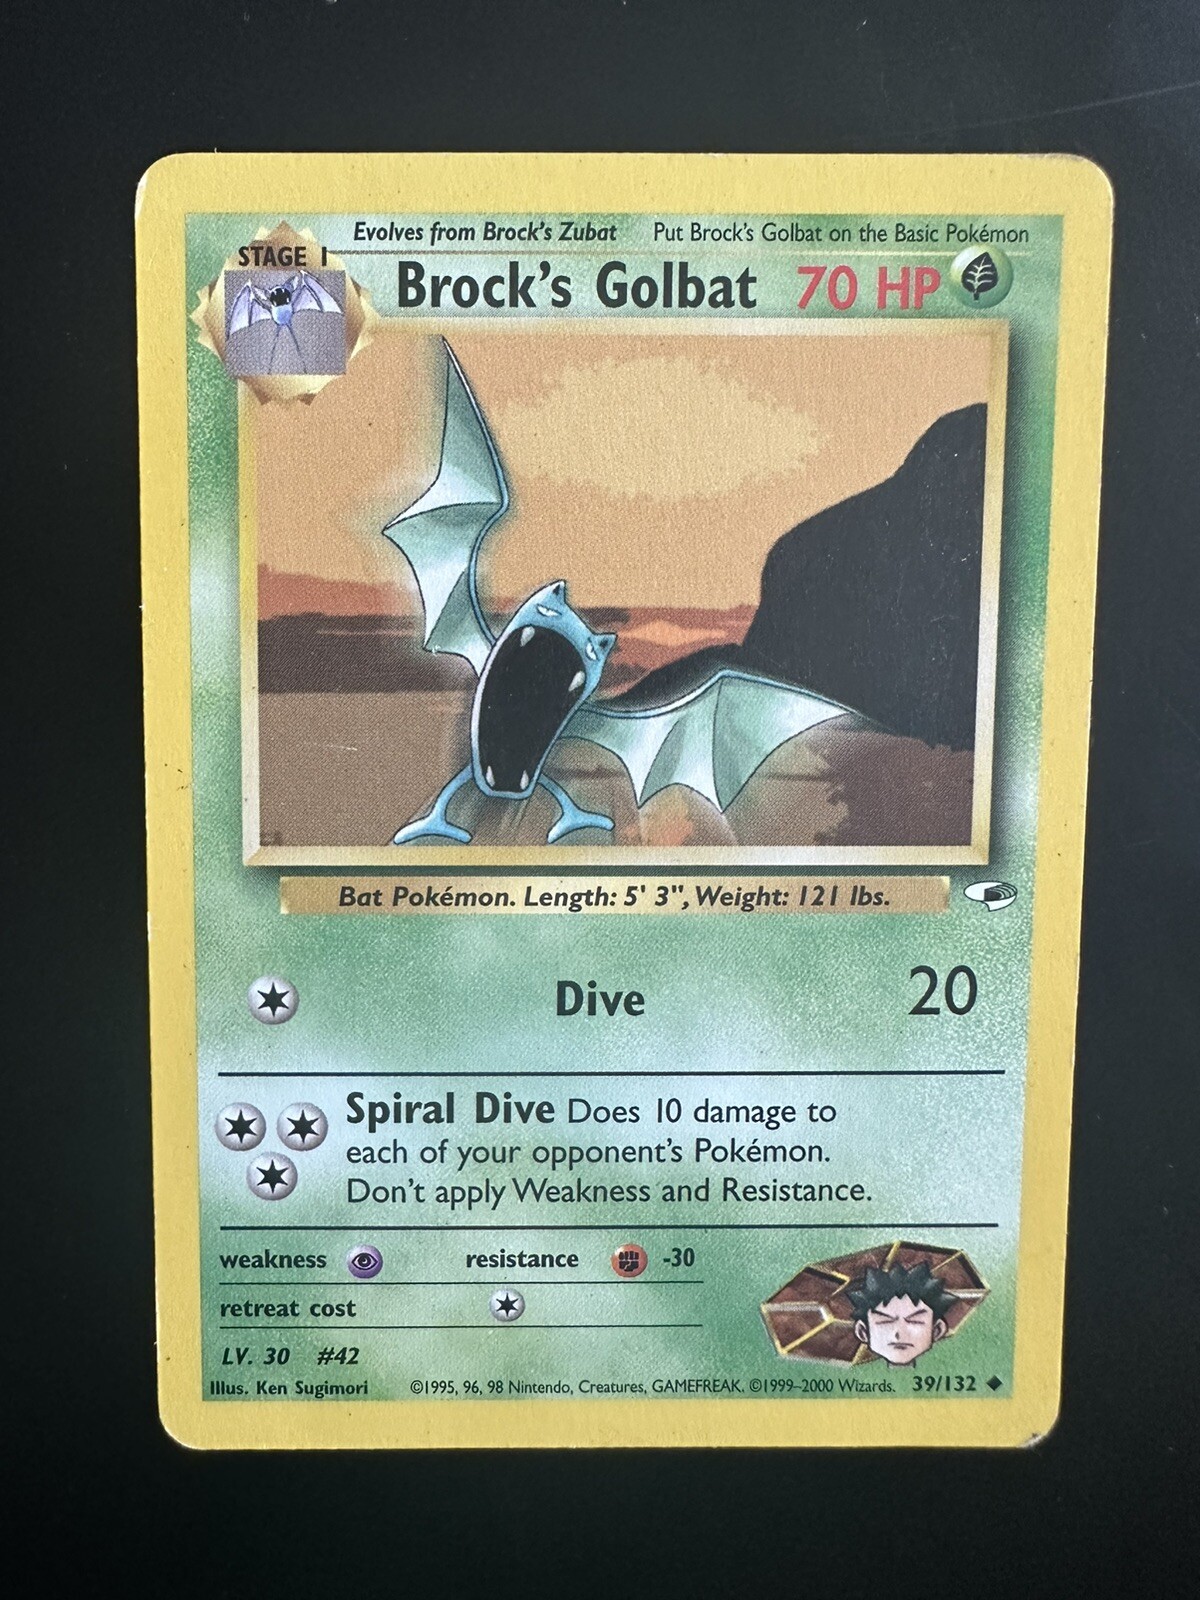 Evolves from Brock's Zubat Put Brock's Golbat on the Basic Pokémon
STAGE 1
Brock's Golbat 70 HP
Bat Pokémon. Length: 5' 3", Weight: 121 lbs.
Dive 20
Spiral Dive Does 10 damage to
each of your opponent's Pokémon.
Don't apply Weakness and Resistance.
weakness resistance -30
retreat cost
LV. 30 #42
Illus. Ken Sugimori ©1995, 96, 98 Nintendo, Creatures, GAMEFREAK. ©1999–2000 Wizards. 39/132